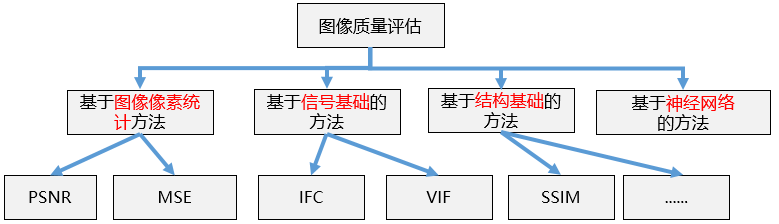 图像质量评估
基于图像像素统
计方法
基于信号基础的
方法
基于结构基础的
方法
基于神经网络
的方法
PSNR
MSE
IFC
VIF
SSIM
......